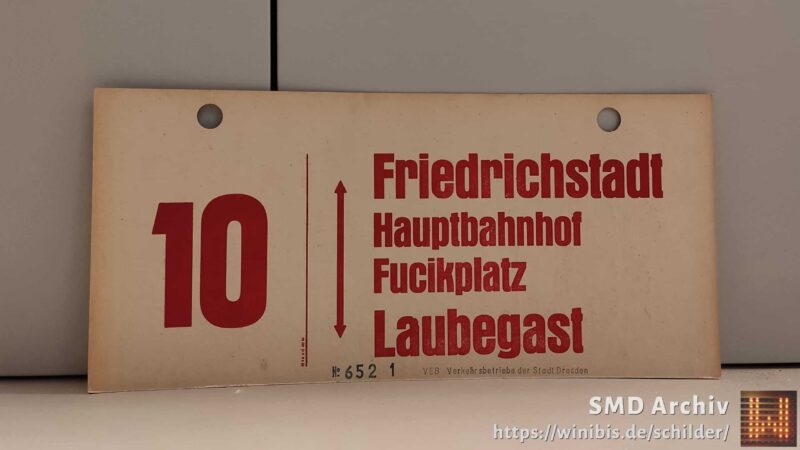 10
Friedrichstadt
Hauptbahnhof
Fucikplatz
Laubegast
№ 652 1 VEB Verkehrsbetriebe der Stadt Dresden
SMD Archiv
https://winibis.de/schilder/